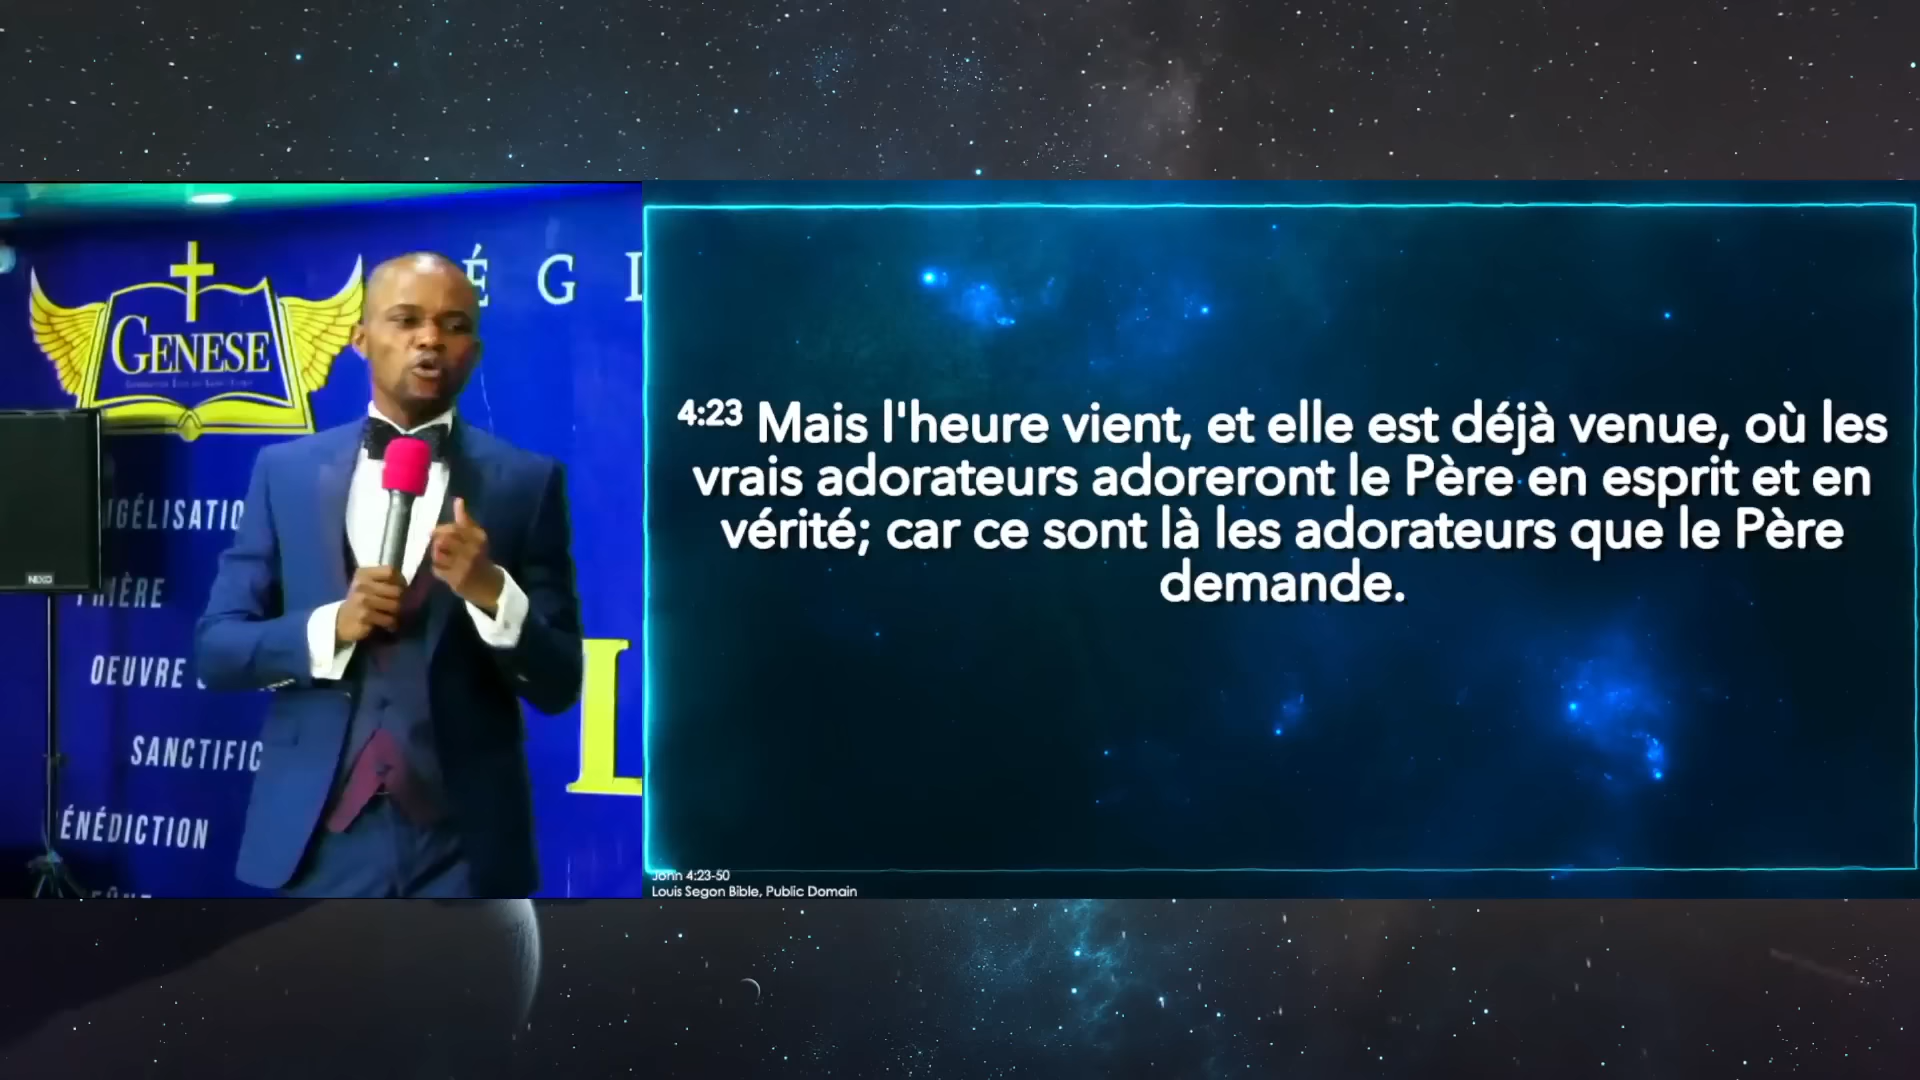 É G L
GENESE
NEXO
OEUVRE
SANCTIFIC
ÉNÉDICTION
L
4:23 Mais l'heure vient, et elle est déjà venue, où les
vrais adorateurs adoreront le Père en esprit et en
vérité; car ce sont là les adorateurs que le Père
demande.
John 4:23-50
Louis Segon Bible, Public Domain